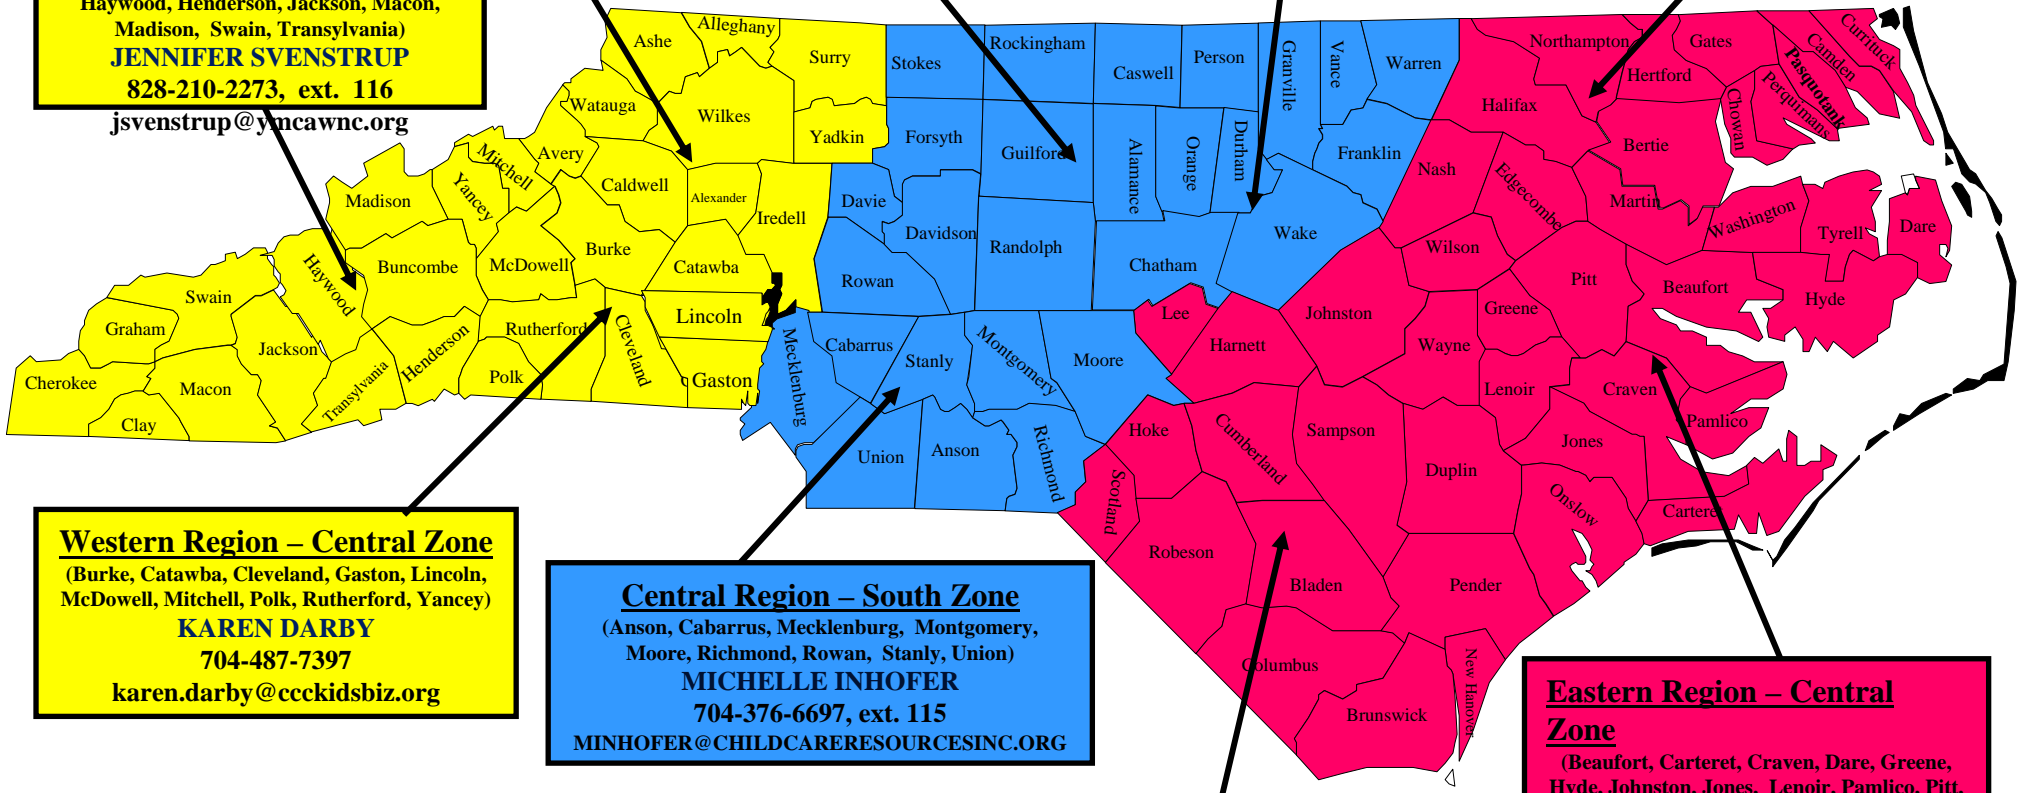 Haywood, Henderson, Jackson, Macon,
Madison, Swain, Transylvania)
JENNIFER SVENSTRUP
828-210-2273, ext. 116
jsvenstrup@ymcawnc.org
Ashe
Alleghany
Surry
Stokes
Rockingham
Caswell
Person
Granville
Vance
Warren
Northampton
Gates
Hertford
Halifax
Camden
Currituck
Pasquotank
Perquimans
Chowan
Bertie
Watauga
Wilkes
Yadkin
Forsyth
Guilford
Alamance
Orange
Durham
Franklin
Nash
Edgecombe
Martin
Washington
Tyrell
Dare
Mitchell
Avery
Yancey
Caldwell
Alexander
Iredell
Davie
Davidson
Randolph
Chatham
Wake
Wilson
Pitt
Beaufort
Hyde
Madison
Haywood
Buncombe
McDowell
Burke
Catawba
Rowan
Lee
Johnston
Greene
Swain
Graham
Jackson
Henderson
Rutherford
Cleveland
Lincoln
Mecklenburg
Cabarrus
Stanly
Montgomery
Moore
Harnett
Wayne
Lenoir
Craven
Pamlico
Cherokee
Macon
Clay
Transylvania
Polk
Gaston
Union
Anson
Richmond
Hoke
Scotland
Cumberland
Sampson
Duplin
Jones
Onslow
Carteret
Robeson
Bladen
Pender
Columbus
Brunswick
New Hanover
Western Region – Central Zone
(Burke, Catawba, Cleveland, Gaston, Lincoln,
McDowell, Mitchell, Polk, Rutherford, Yancey)
KAREN DARBY
704-487-7397
karen.darby@ccckidsbiz.org
Central Region – South Zone
(Anson, Cabarrus, Mecklenburg, Montgomery,
Moore, Richmond, Rowan, Stanly, Union)
MICHELLE INHOFER
704-376-6697, ext. 115
MINHOFER@CHILDCARERESOURCESINC.ORG
Eastern Region – Central
Zone
(Beaufort, Carteret, Craven, Dare, Greene,
Hyde, Johnston, Jones, Lenoir, Pamlico, Pitt,